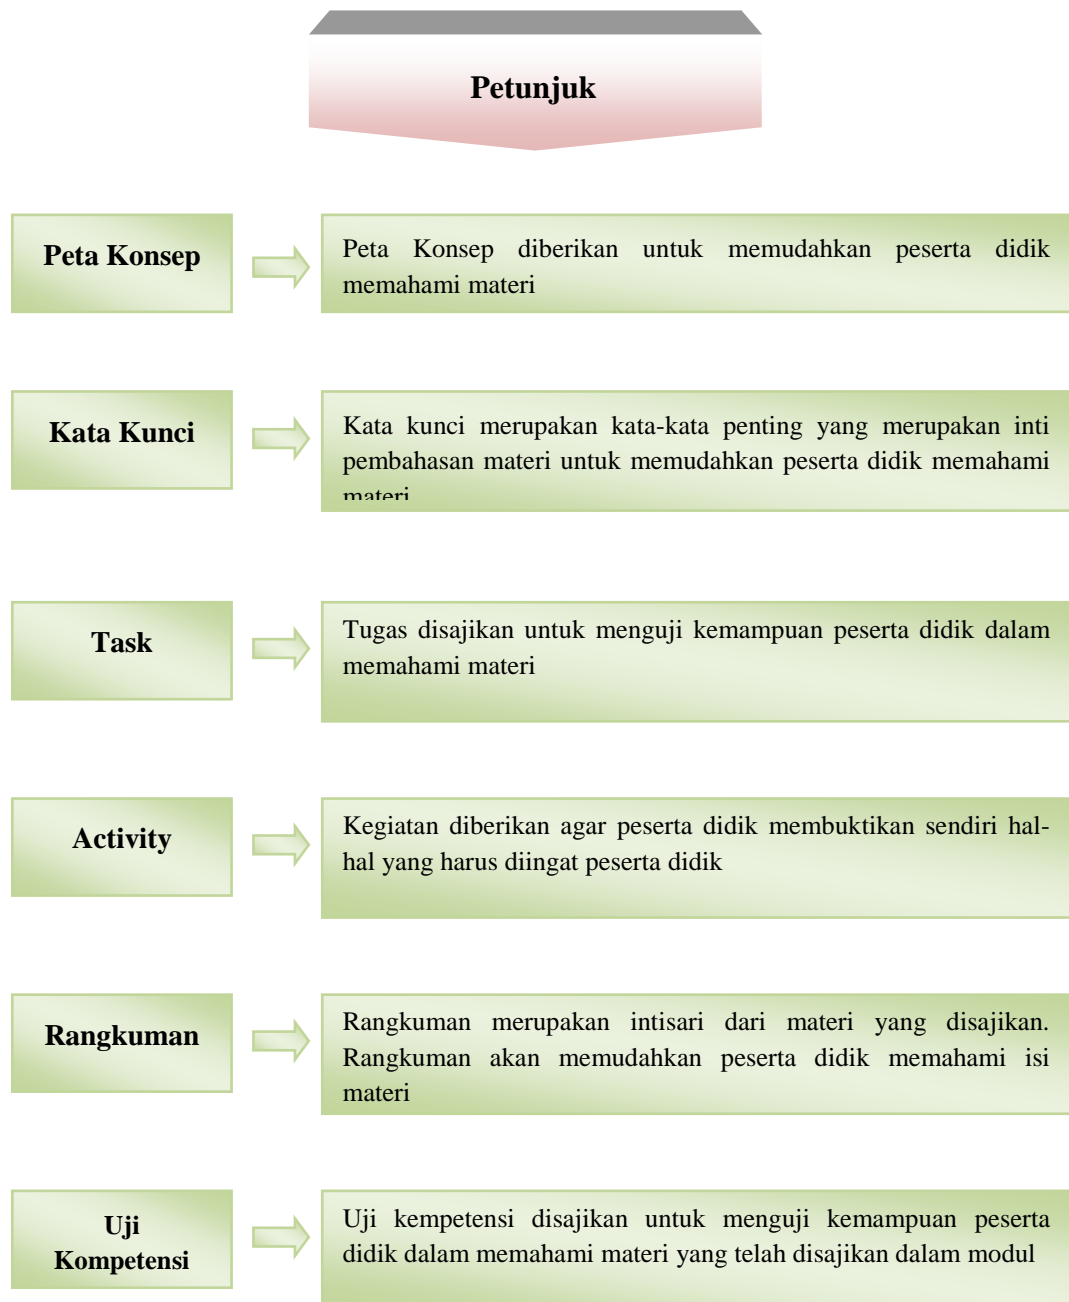 Petunjuk
Peta Konsep
Peta Konsep diberikan untuk memudahkan peserta didik
memahami materi
Kata Kunci
Kata kunci merupakan kata-kata penting yang merupakan inti
pembahasan materi untuk memudahkan peserta didik memahami
materi
Task
Tugas disajikan untuk menguji kemampuan peserta didik dalam
memahami materi
Activity
Kegiatan diberikan agar peserta didik membuktikan sendiri hal-
hal yang harus diingat peserta didik
Rangkuman
Rangkuman merupakan intisari dari materi yang disajikan.
Rangkuman akan memudahkan peserta didik memahami isi
materi
Uji
Kompetensi
Uji kempetensi disajikan untuk menguji kemampuan peserta
didik dalam memahami materi yang telah disajikan dalam modul